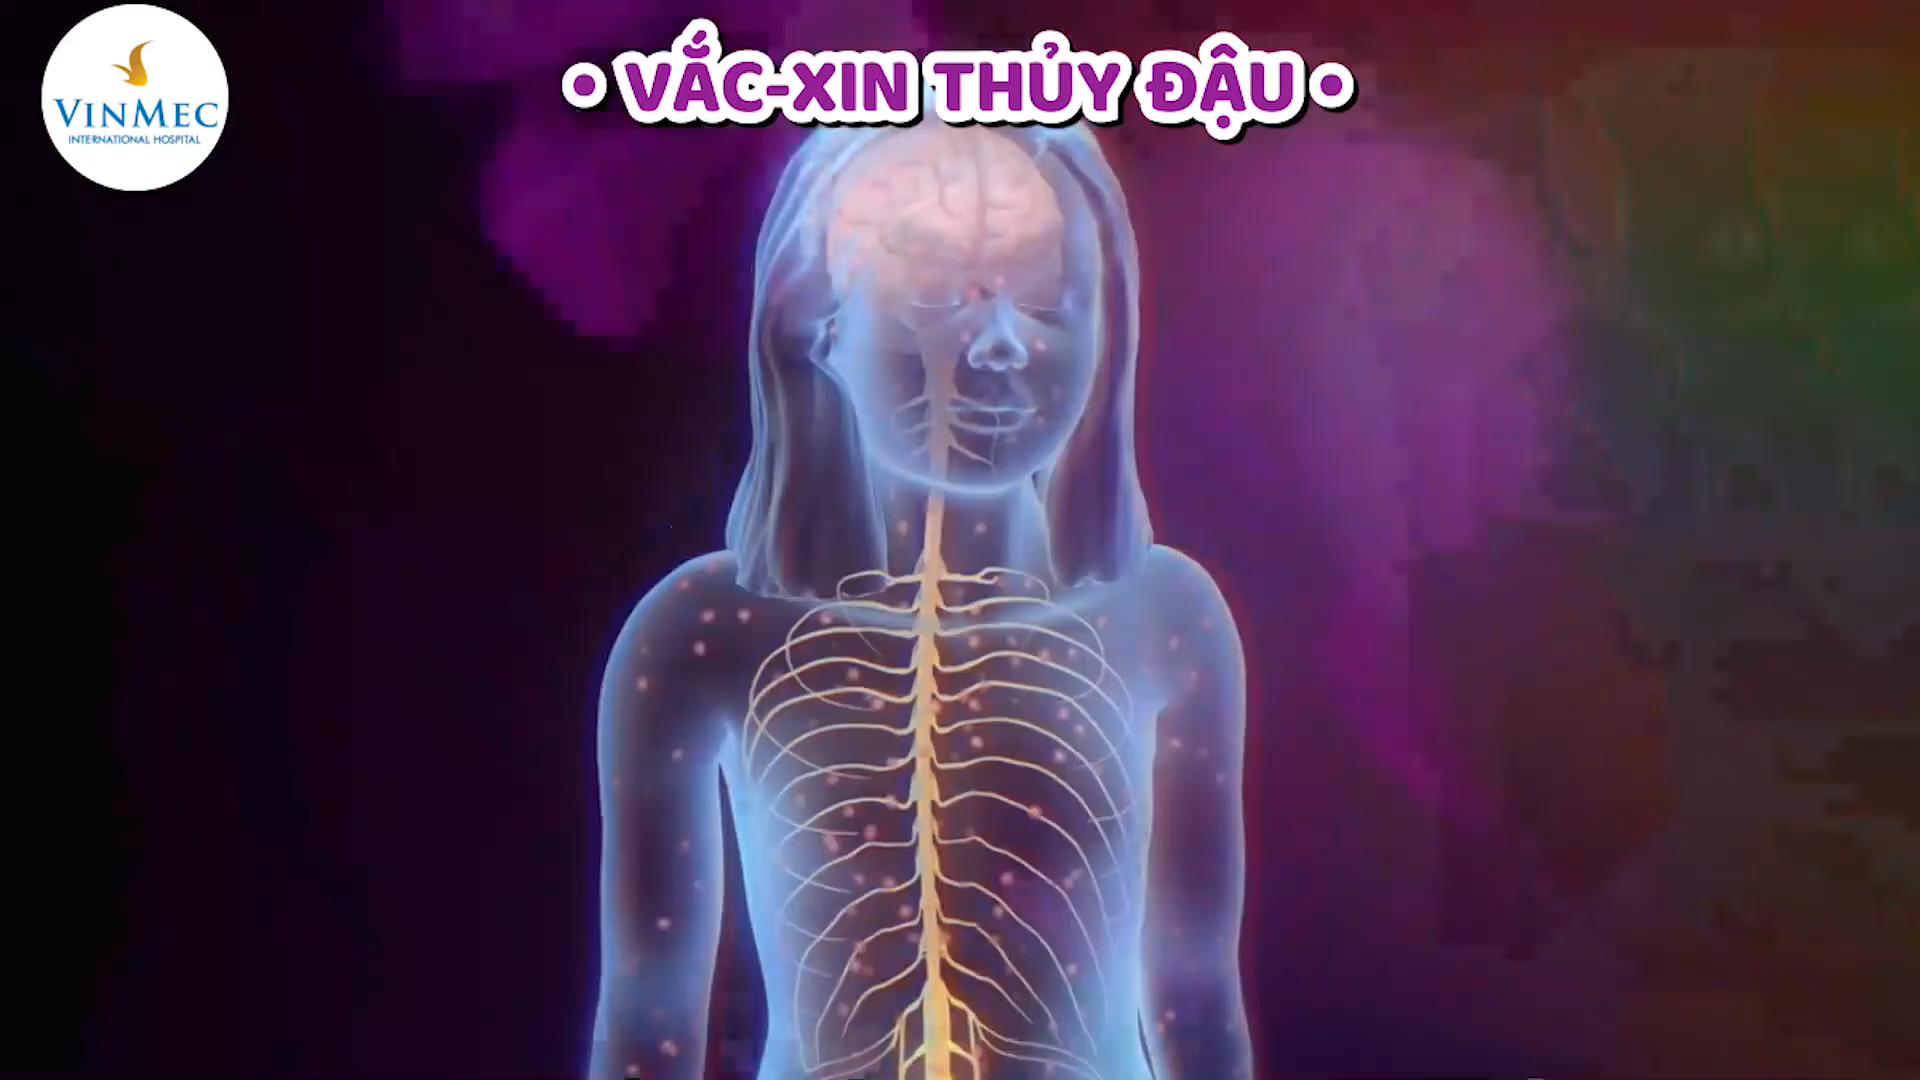 VINMEC
INTERNATIONAL HOSPITAL
• VẮC-XIN THỦY ĐẬU •